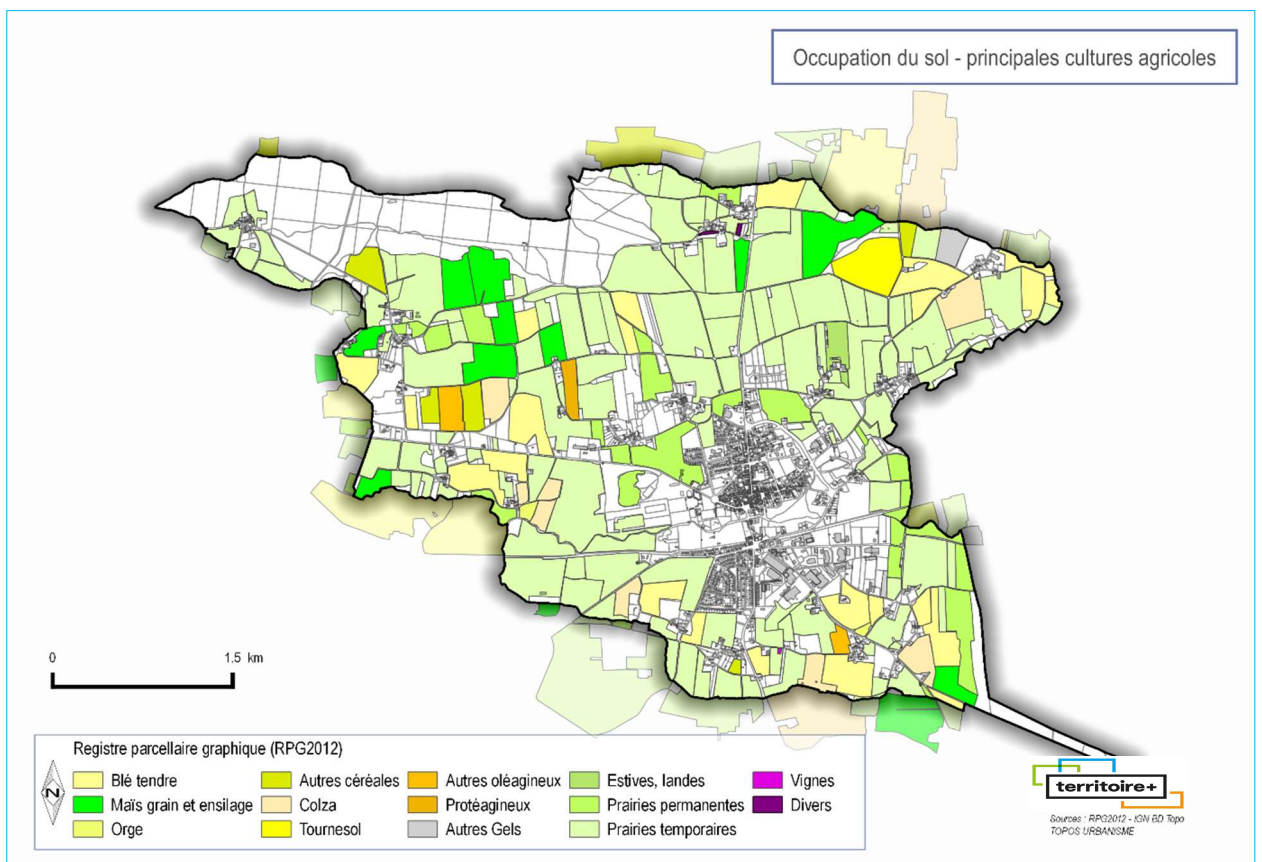 Occupation du sol - principales cultures agricoles
0 1.5 km
Registre parcellaire graphique (RPG2012)
N
Blé tendre
Maïs grain et ensilage
Orge
Autres céréales
Colza
Tournesol
Autres oléagineux
Protéagineux
Autres Gels
Estives, landes
Prairies permanentes
Prairies temporaires
Vignes
Divers
territoire+
Sources : RPG2012 - IGN BD Topo
TOPOS URBANISME